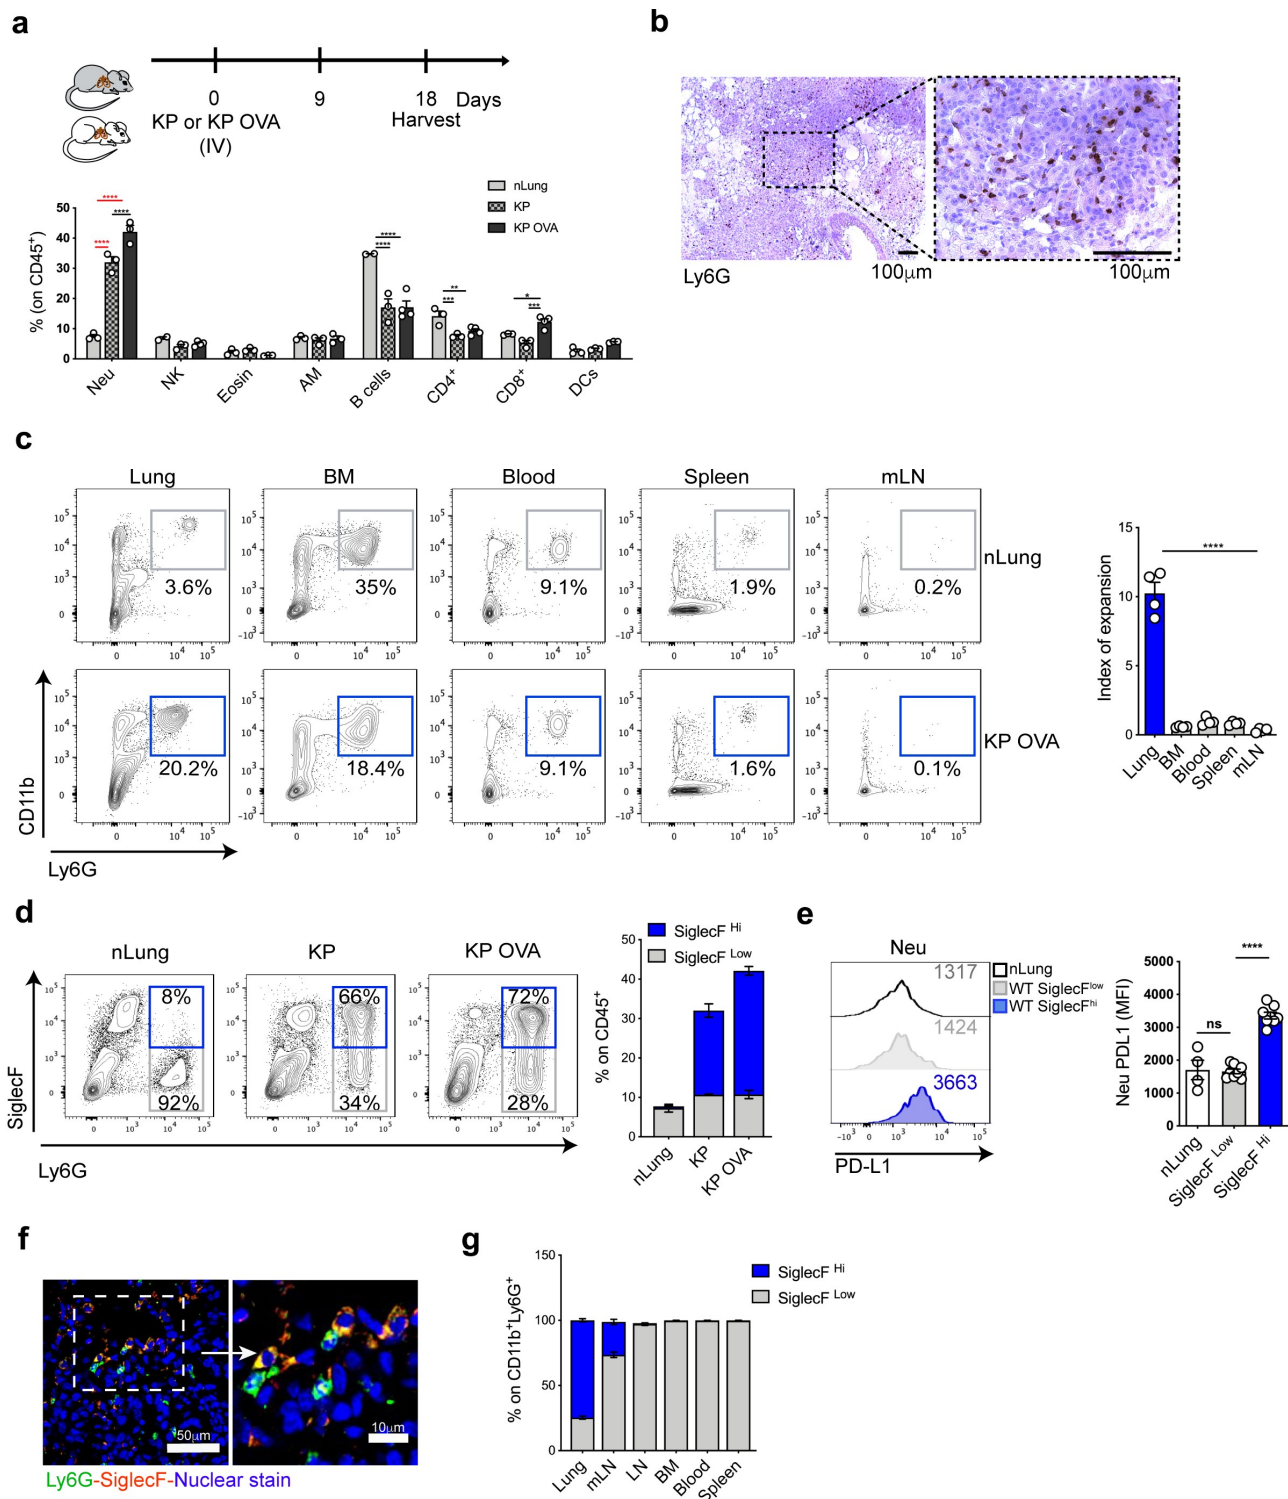 a
0
9
18
Days
KP or KP OVA
(IV)
Harvest
nLung
KP
KP OVA
% (on CD45+)
50
40
30
20
10
0
****
****
****
****
****
**
***
*
***
Neu
NK
Eosin
AM
B cells
CD4+
CD8+
DCs
b
Ly6G
100μm
100μm
c
Lung
BM
Blood
Spleen
mLN
3.6%
35%
9.1%
1.9%
0.2%
nLung
20.2%
18.4%
9.1%
1.6%
0.1%
KP OVA
CD11b
Ly6G
Index of expansion
15
10
5
0
****
Lung
BM
Blood
Spleen
mLN
d
nLung
KP
KP OVA
8%
66%
72%
92%
34%
28%
SiglecF
Ly6G
SiglecF Hi
SiglecF Low
% on CD45+
50
40
30
20
10
0
nLung
KP
KP OVA
e
Neu
1317
1424
3663
nLung
WT SiglecFlow
WT SiglecFhi
-10³ 0 10³ 10⁴ 10⁵
PD-L1
Neu PDL1 (MFI)
5000
4000
3000
2000
1000
0
ns
****
nLung
SiglecF Low
SiglecF Hi
f
50μm
10μm
Ly6G-SiglecF-Nuclear stain
g
% on CD11b+Ly6G+
150
100
50
0
SiglecF Hi
SiglecF Low
Lung
mLN
LN
BM
Blood
Spleen